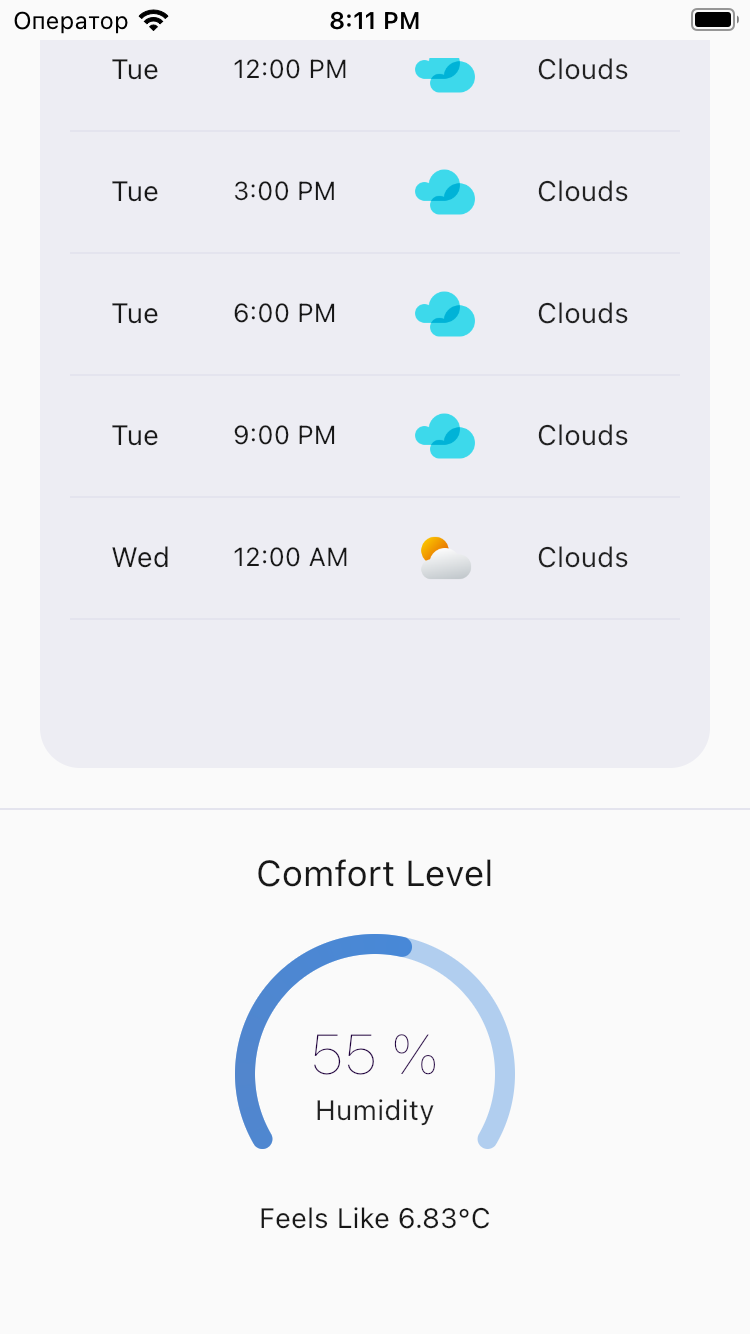 Оператор 8:11 PM
Tue 12:00 PM Clouds
Tue 3:00 PM Clouds
Tue 6:00 PM Clouds
Tue 9:00 PM Clouds
Wed 12:00 AM Clouds
Comfort Level
55 %
Humidity
Feels Like 6.83°C